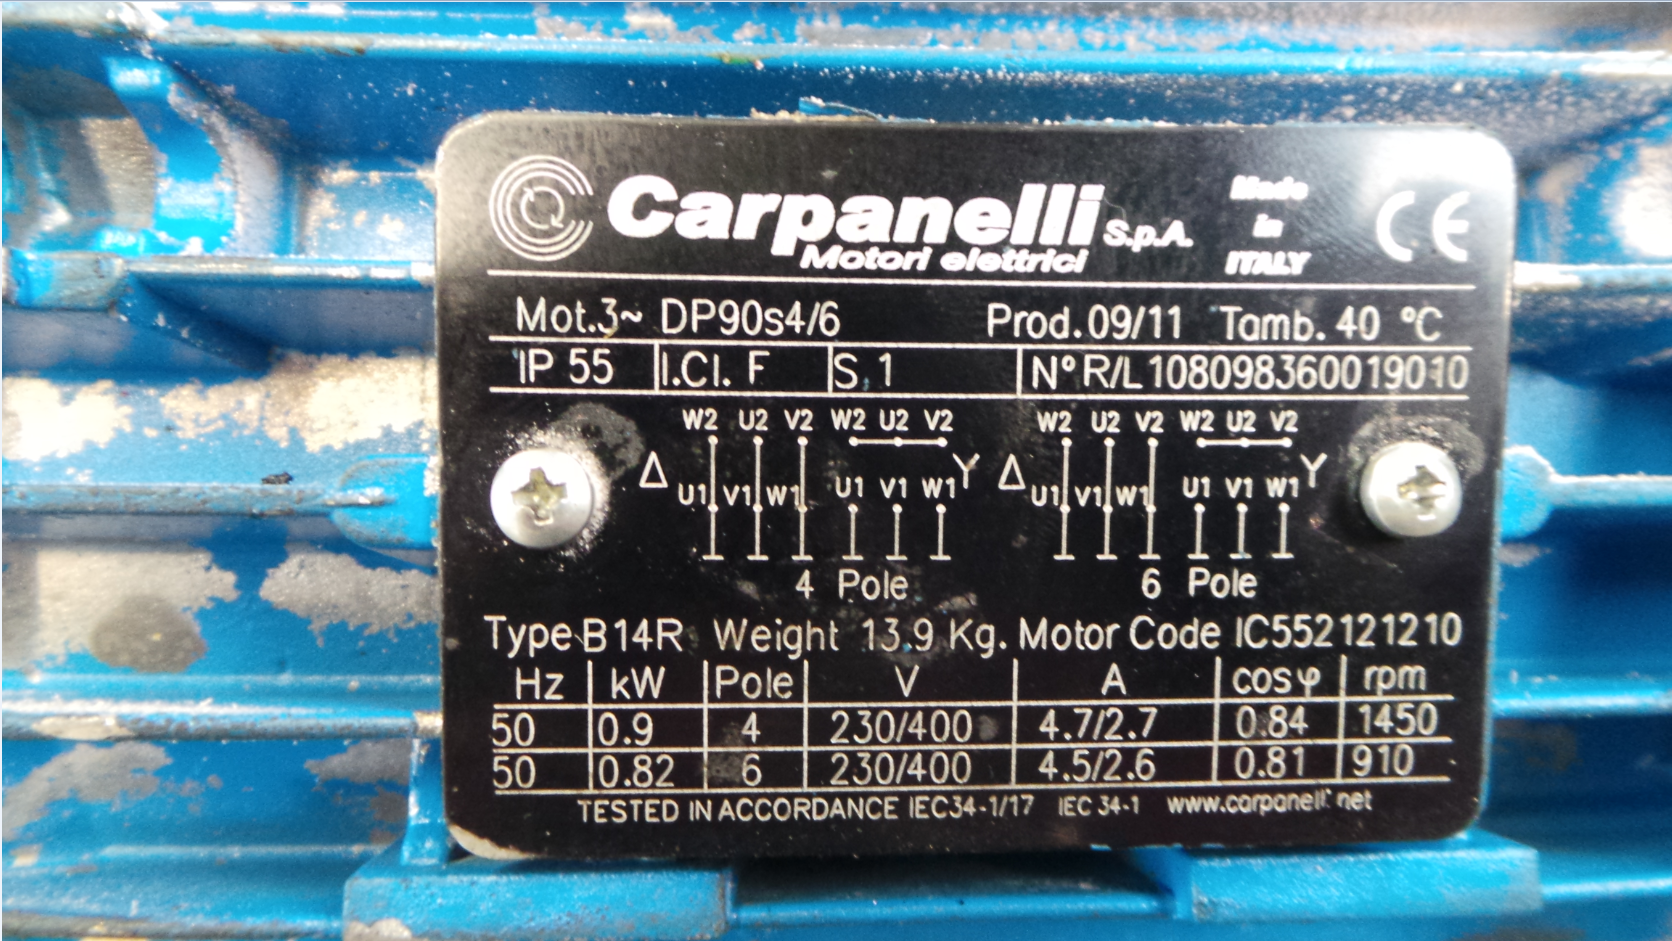 Carpanelli S.p.A.
Motori elettrici
Made
in
ITALY
CE
Mot.3~ DP90s4/6 Prod.09/11 Tamb. 40 °C
IP 55 I.Cl. F S.1 N° R/L 10809836001901O
W2 U2 V2 W2 U2 V2 W2 U2 V2 W2 U2 V2
Δ Y Δ Y
U1 V1 W1 U1 V1 W1 U1 V1 W1 U1 V1 W1
4 Pole 6 Pole
Type B14R Weight 13.9 Kg. Motor Code IC552121210
Hz kW Pole V A cosφ rpm
50 0.9 4 230/400 4.7/2.7 0.84 1450
50 0.82 6 230/400 4.5/2.6 0.81 910
TESTED IN ACCORDANCE IEC34-1/17 IEC 34-1 www.carpanelli.net